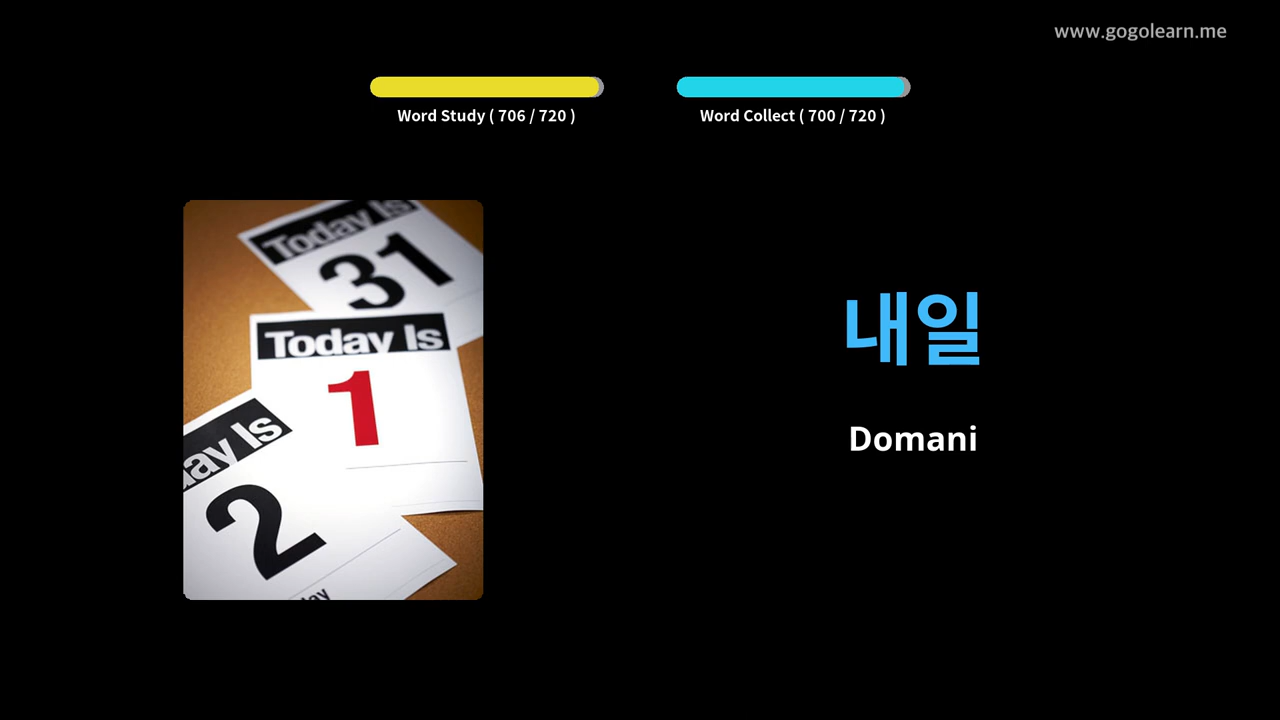 www.gogolearn.me
Word Study ( 706 / 720 )
Word Collect ( 700 / 720 )
Today Is
31
Today Is
1
day Is
2
내일
Domani